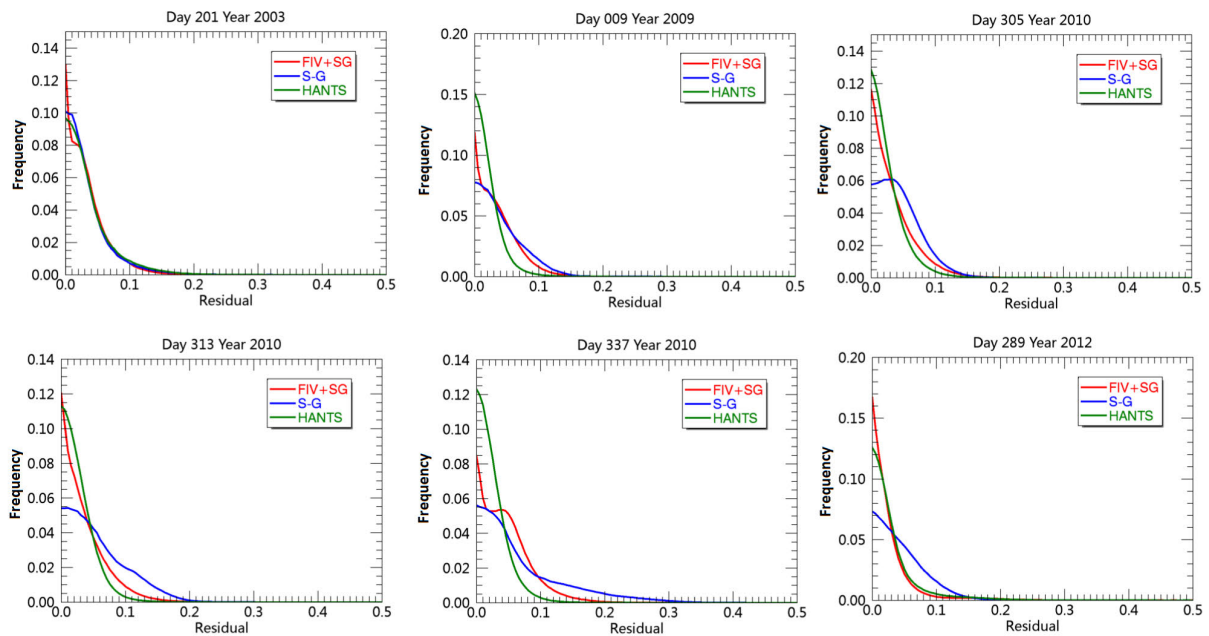 Day 201 Year 2003
0.14
0.12
0.10
0.08
0.06
0.04
0.02
0.00
Frequency
FIV+SG
S-G
HANTS
0.0 0.1 0.2 0.3 0.4 0.5
Residual
Day 009 Year 2009
0.20
0.15
0.10
0.05
0.00
Frequency
FIV+SG
S-G
HANTS
0.0 0.1 0.2 0.3 0.4 0.5
Residual
Day 305 Year 2010
0.14
0.12
0.10
0.08
0.06
0.04
0.02
0.00
Frequency
FIV+SG
S-G
HANTS
0.0 0.1 0.2 0.3 0.4 0.5
Residual
Day 313 Year 2010
0.14
0.12
0.10
0.08
0.06
0.04
0.02
0.00
Frequency
FIV+SG
S-G
HANTS
0.0 0.1 0.2 0.3 0.4 0.5
Residual
Day 337 Year 2010
0.14
0.12
0.10
0.08
0.06
0.04
0.02
0.00
Frequency
FIV+SG
S-G
HANTS
0.0 0.1 0.2 0.3 0.4 0.5
Residual
Day 289 Year 2012
0.20
0.15
0.10
0.05
0.00
Frequency
FIV+SG
S-G
HANTS
0.0 0.1 0.2 0.3 0.4 0.5
Residual